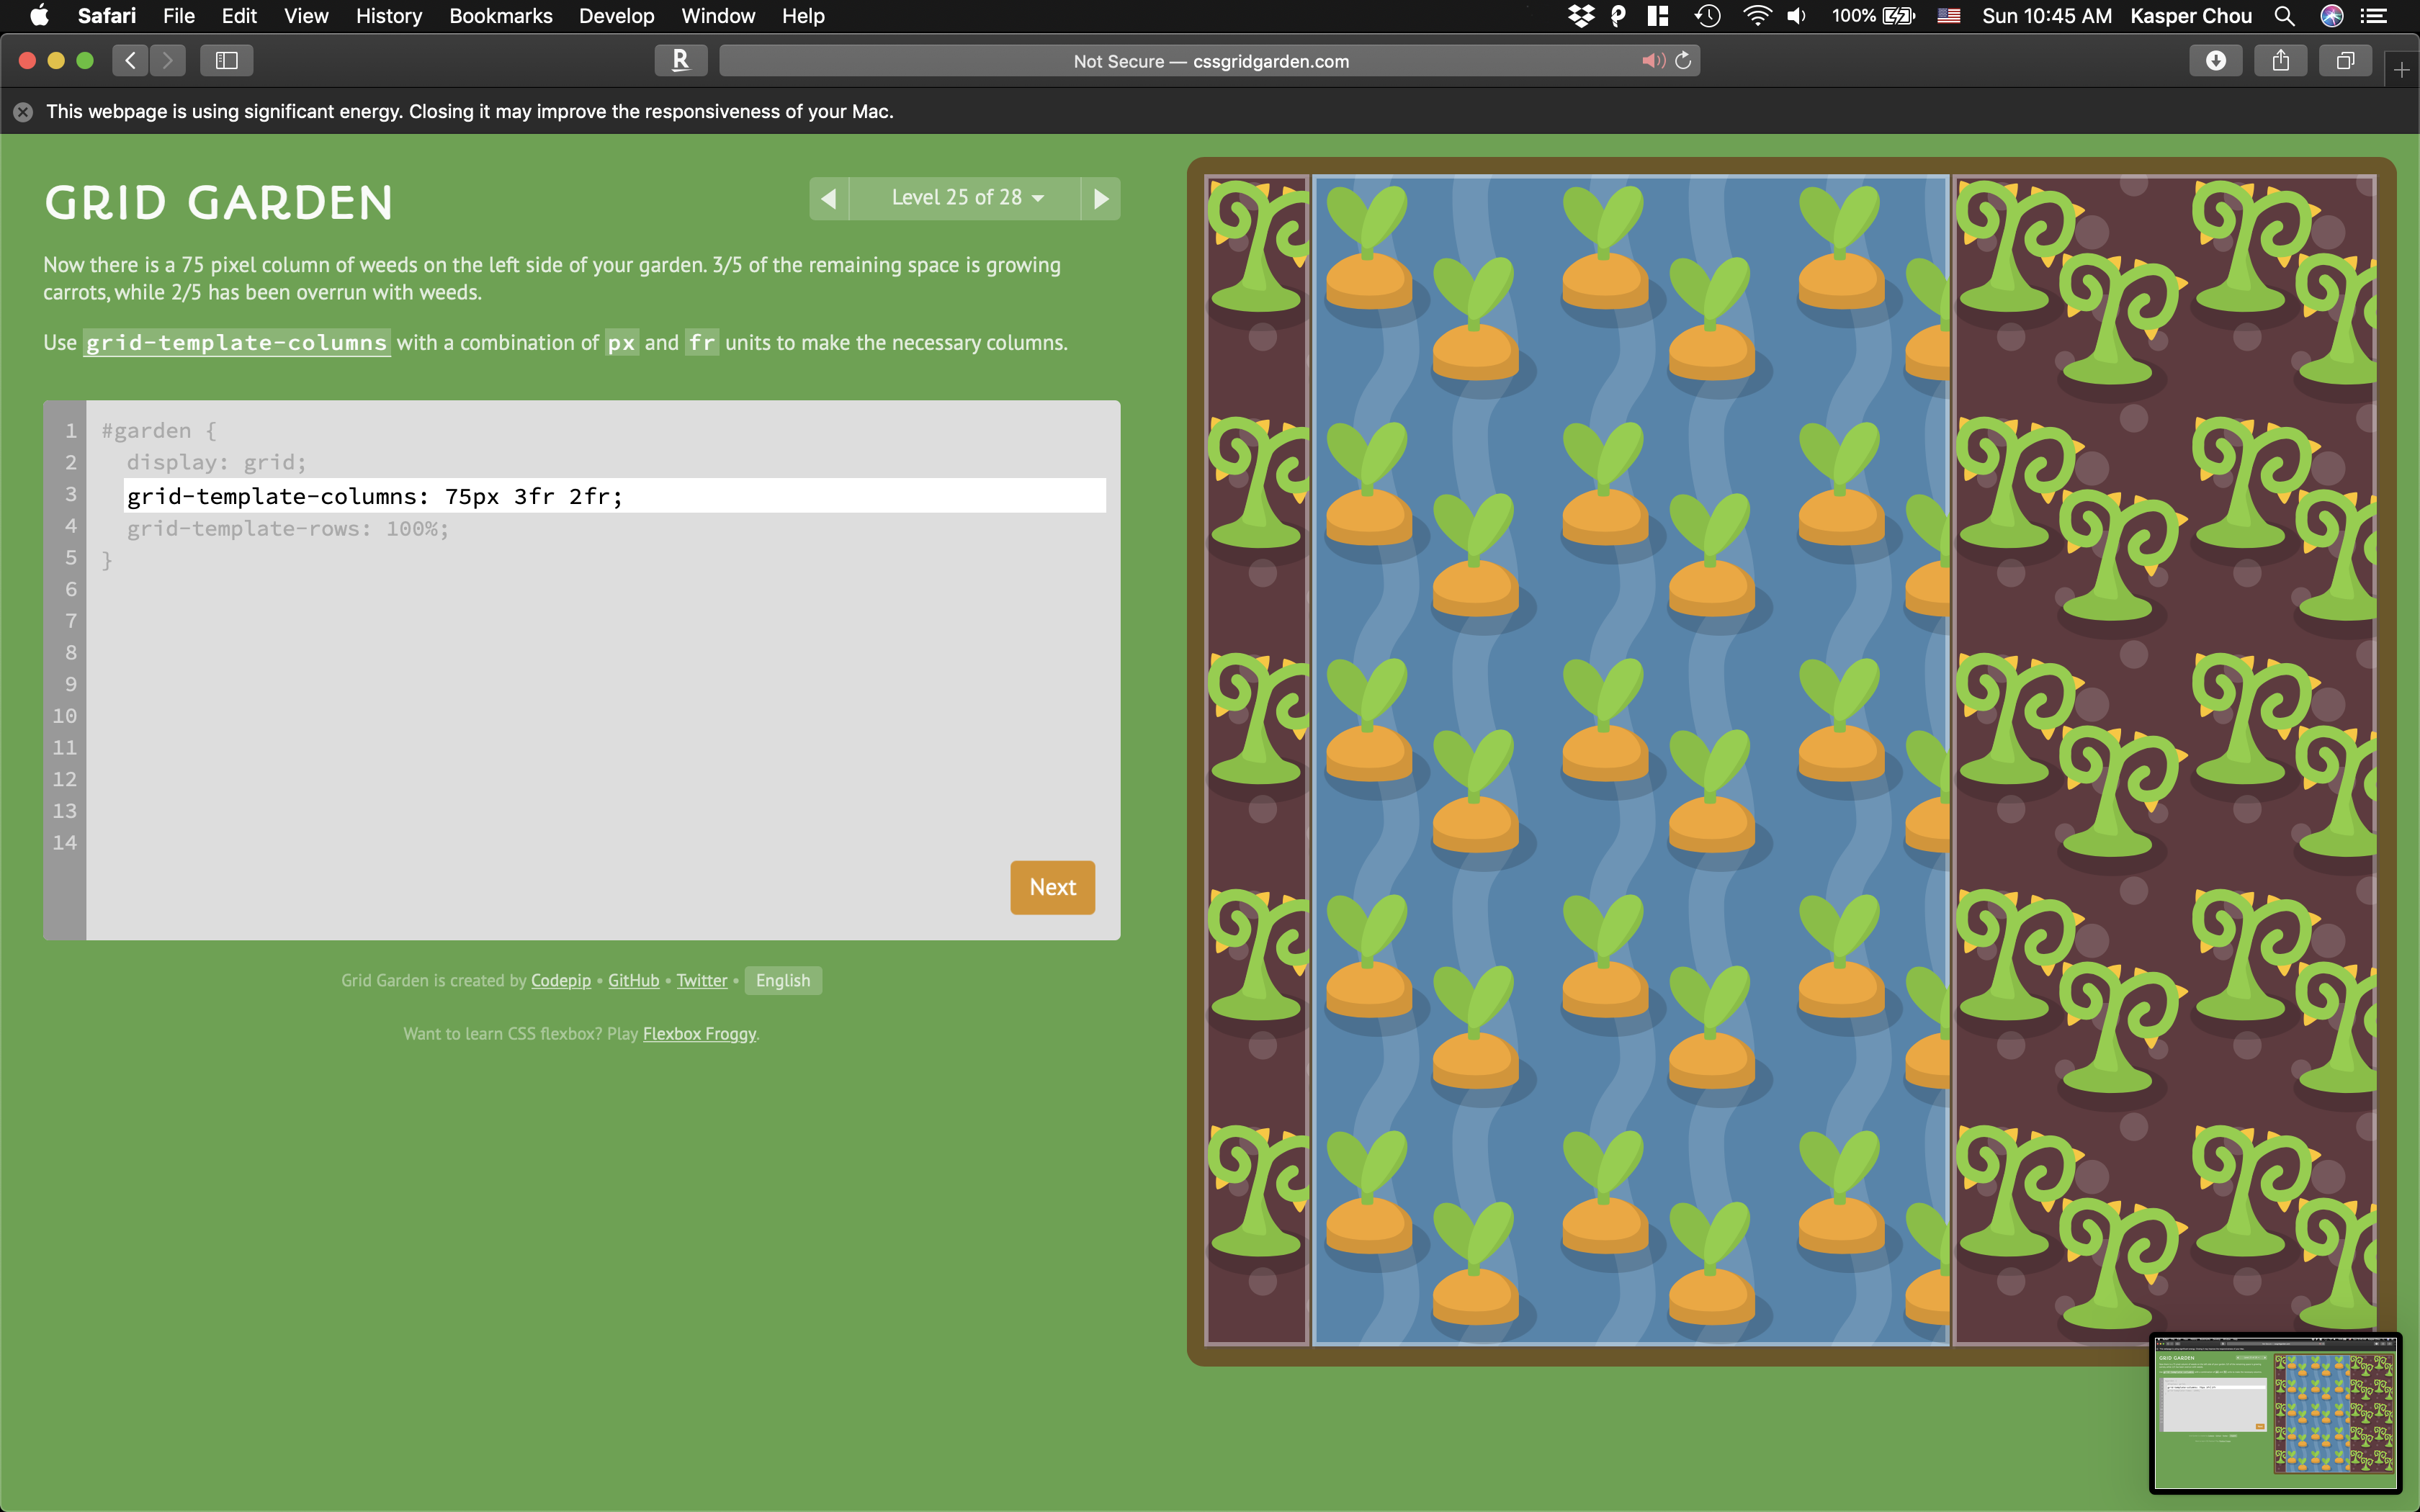 Safari File Edit View History Bookmarks Develop Window Help 100% Sun 10:45 AM Kasper Chou
R Not Secure — cssgridgarden.com
This webpage is using significant energy. Closing it may improve the responsiveness of your Mac.
GRID GARDEN
Level 25 of 28
Now there is a 75 pixel column of weeds on the left side of your garden. 3/5 of the remaining space is growing
carrots, while 2/5 has been overrun with weeds.
Use grid-template-columns with a combination of px and fr units to make the necessary columns.
1 #garden {
2 display: grid;
3 grid-template-columns: 75px 3fr 2fr;
4 grid-template-rows: 100%;
5 }
6
7
8
9
10
11
12
13
14
Next
Grid Garden is created by Codepip • GitHub • Twitter • English
Want to learn CSS flexbox? Play Flexbox Froggy.
GRID GARDEN